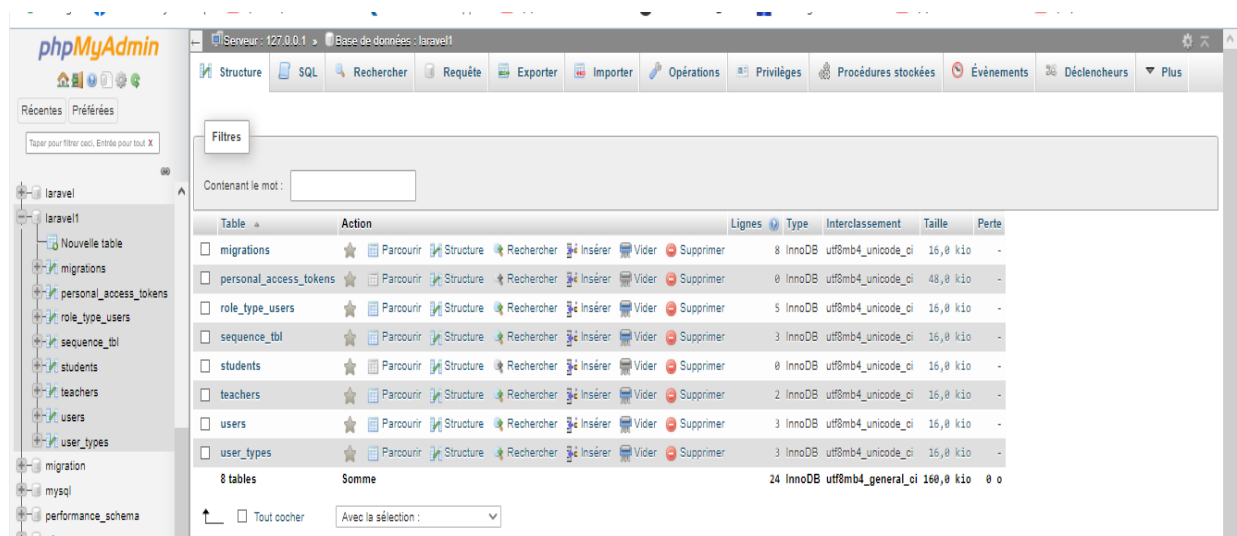 phpMyAdmin
Récentes Préférées
Taper pour filtrer ceci, Entrée pour tout X
laravel
laravel1
Nouvelle table
migrations
personal_access_tokens
role_type_users
sequence_tbl
students
teachers
users
user_types
migration
mysql
performance_schema
Serveur : 127.0.0.1 » Base de données : laravel1
Structure SQL Rechercher Requête Exporter Importer Opérations Privilèges Procédures stockées Évènements Déclencheurs Plus
Filtres
Contenant le mot :
Table Action Lignes Type Interclassement Taille Perte
migrations Parcourir Structure Rechercher Insérer Vider Supprimer 8 InnoDB utf8mb4_unicode_ci 16,0 kio -
personal_access_tokens Parcourir Structure Rechercher Insérer Vider Supprimer 0 InnoDB utf8mb4_unicode_ci 48,0 kio -
role_type_users Parcourir Structure Rechercher Insérer Vider Supprimer 5 InnoDB utf8mb4_unicode_ci 16,0 kio -
sequence_tbl Parcourir Structure Rechercher Insérer Vider Supprimer 3 InnoDB utf8mb4_unicode_ci 16,0 kio -
students Parcourir Structure Rechercher Insérer Vider Supprimer 0 InnoDB utf8mb4_unicode_ci 16,0 kio -
teachers Parcourir Structure Rechercher Insérer Vider Supprimer 2 InnoDB utf8mb4_unicode_ci 16,0 kio -
users Parcourir Structure Rechercher Insérer Vider Supprimer 3 InnoDB utf8mb4_unicode_ci 16,0 kio -
user_types Parcourir Structure Rechercher Insérer Vider Supprimer 3 InnoDB utf8mb4_unicode_ci 16,0 kio -
8 tables Somme 24 InnoDB utf8mb4_general_ci 160,0 kio 0 o
Tout cocher Avec la sélection :